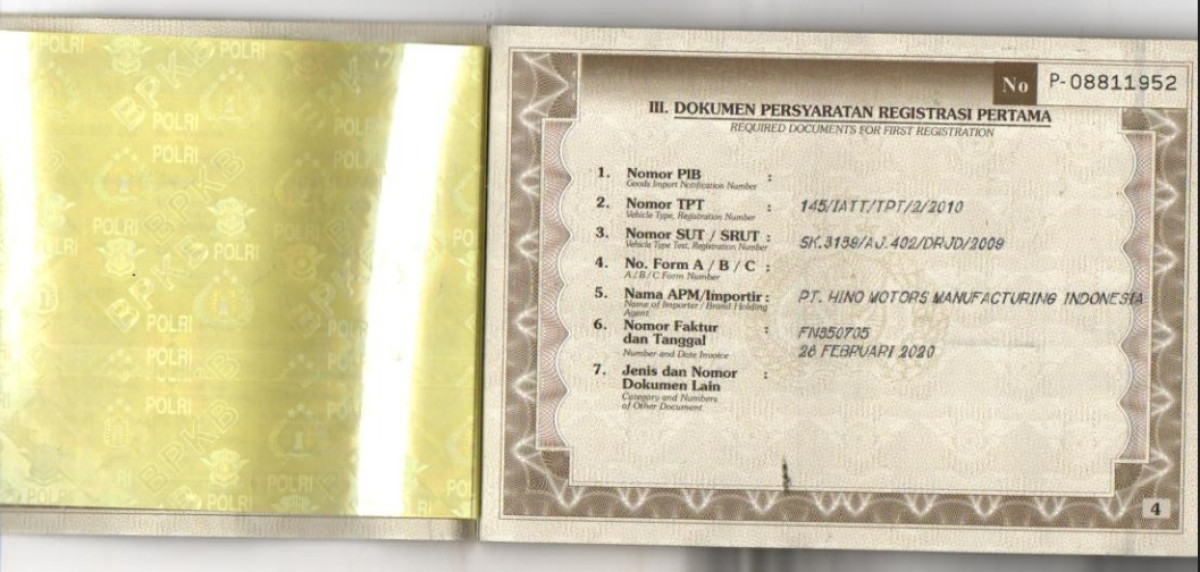 POLRI
BPKB
No P-08811952
III. DOKUMEN PERSYARATAN REGISTRASI PERTAMA
REQUIRED DOCUMENTS FOR FIRST REGISTRATION
1. Nomor PIB :
Goods Import Notification Number
2. Nomor TPT : 145/IATT/TPT/2/2010
Vehicle Type, Registration Number
3. Nomor SUT / SRUT : SK.3138/AJ.402/DRJD/2009
Vehicle Type Test, Registration Number
4. No. Form A / B / C :
A / B / C Form Number
5. Nama APM/Importir : PT. HINO MOTORS MANUFACTURING INDONESIA
Name of Importer / Brand Holding
Agent
6. Nomor Faktur : FN850705
dan Tanggal 28 FEBRUARI 2020
Number and Date Invoice
7. Jenis dan Nomor :
Dokumen Lain
Category and Numbers
of Other Document
4